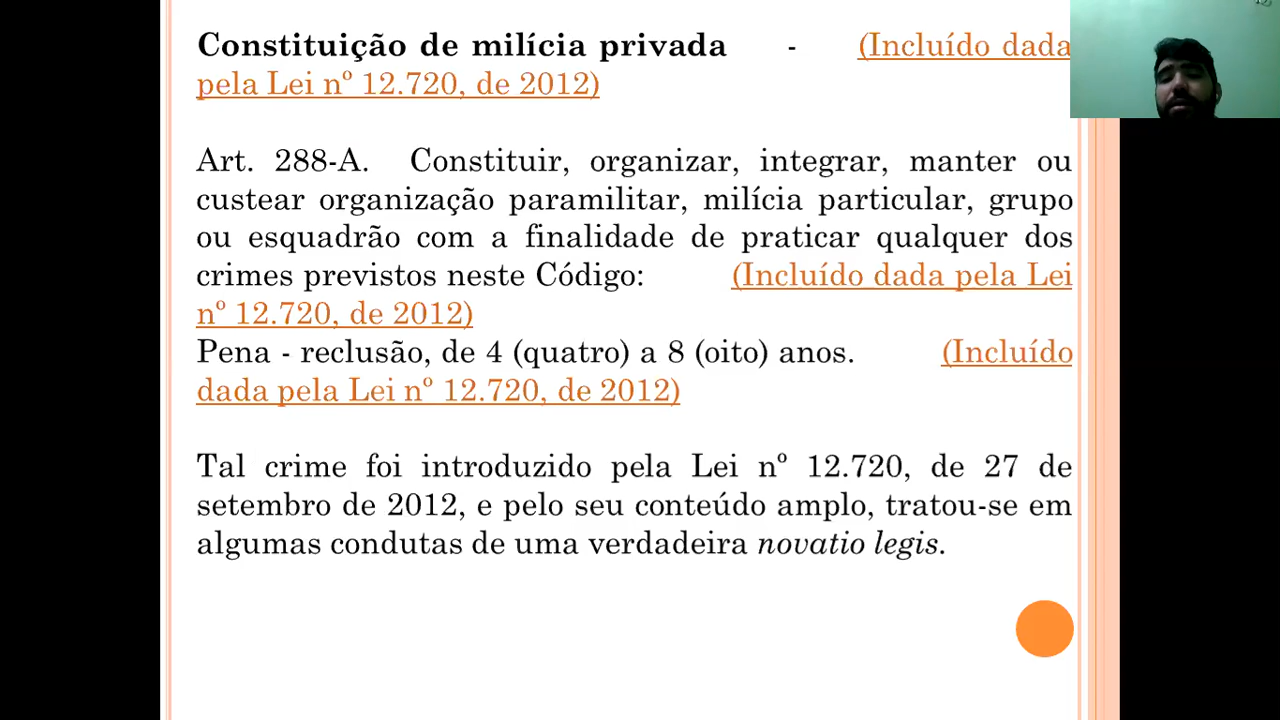 Constituição de milícia privada - (Incluído dada
pela Lei nº 12.720, de 2012)
Art. 288-A. Constituir, organizar, integrar, manter ou
custear organização paramilitar, milícia particular, grupo
ou esquadrão com a finalidade de praticar qualquer dos
crimes previstos neste Código: (Incluído dada pela Lei
nº 12.720, de 2012)
Pena - reclusão, de 4 (quatro) a 8 (oito) anos. (Incluído
dada pela Lei nº 12.720, de 2012)
Tal crime foi introduzido pela Lei nº 12.720, de 27 de
setembro de 2012, e pelo seu conteúdo amplo, tratou-se em
algumas condutas de uma verdadeira novatio legis.